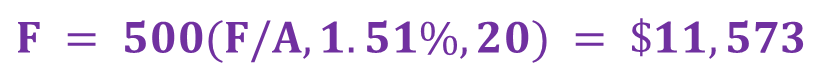 F = 500(F/A, 1. 51%, 20) = $11, 573